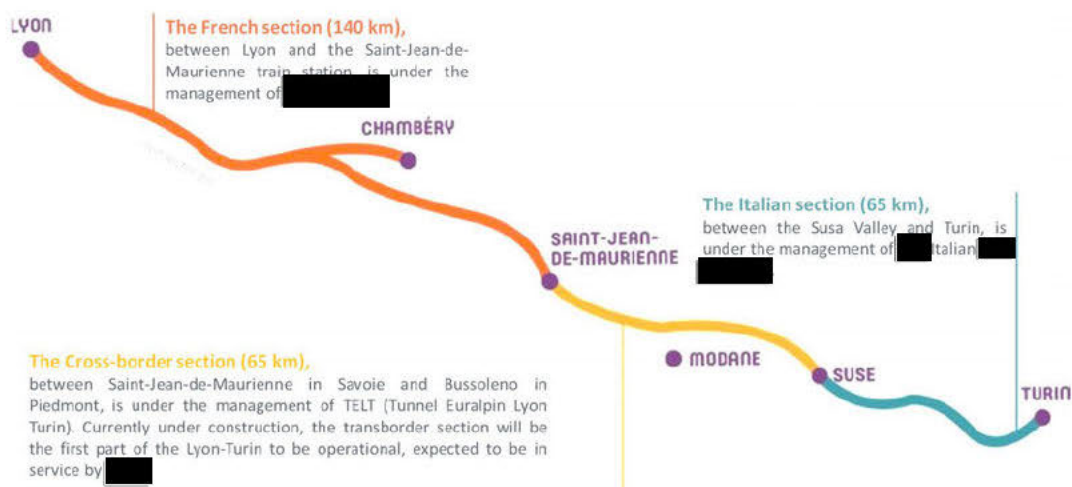 LYON
The French section (140 km),
between Lyon and the Saint-Jean-de-
Maurienne train station, is under the
management of
CHAMBÉRY
The Italian section (65 km),
between the Susa Valley and Turin, is
under the management of Italian
SAINT-JEAN-
DE-MAURIENNE
The Cross-border section (65 km),
between Saint-Jean-de-Maurienne in Savoie and Bussoleno in
Piedmont, is under the management of TELT (Tunnel Euralpin Lyon
Turin). Currently under construction, the transborder section will be
the first part of the Lyon-Turin to be operational, expected to be in
service by
MODANE
SUSE
TURIN